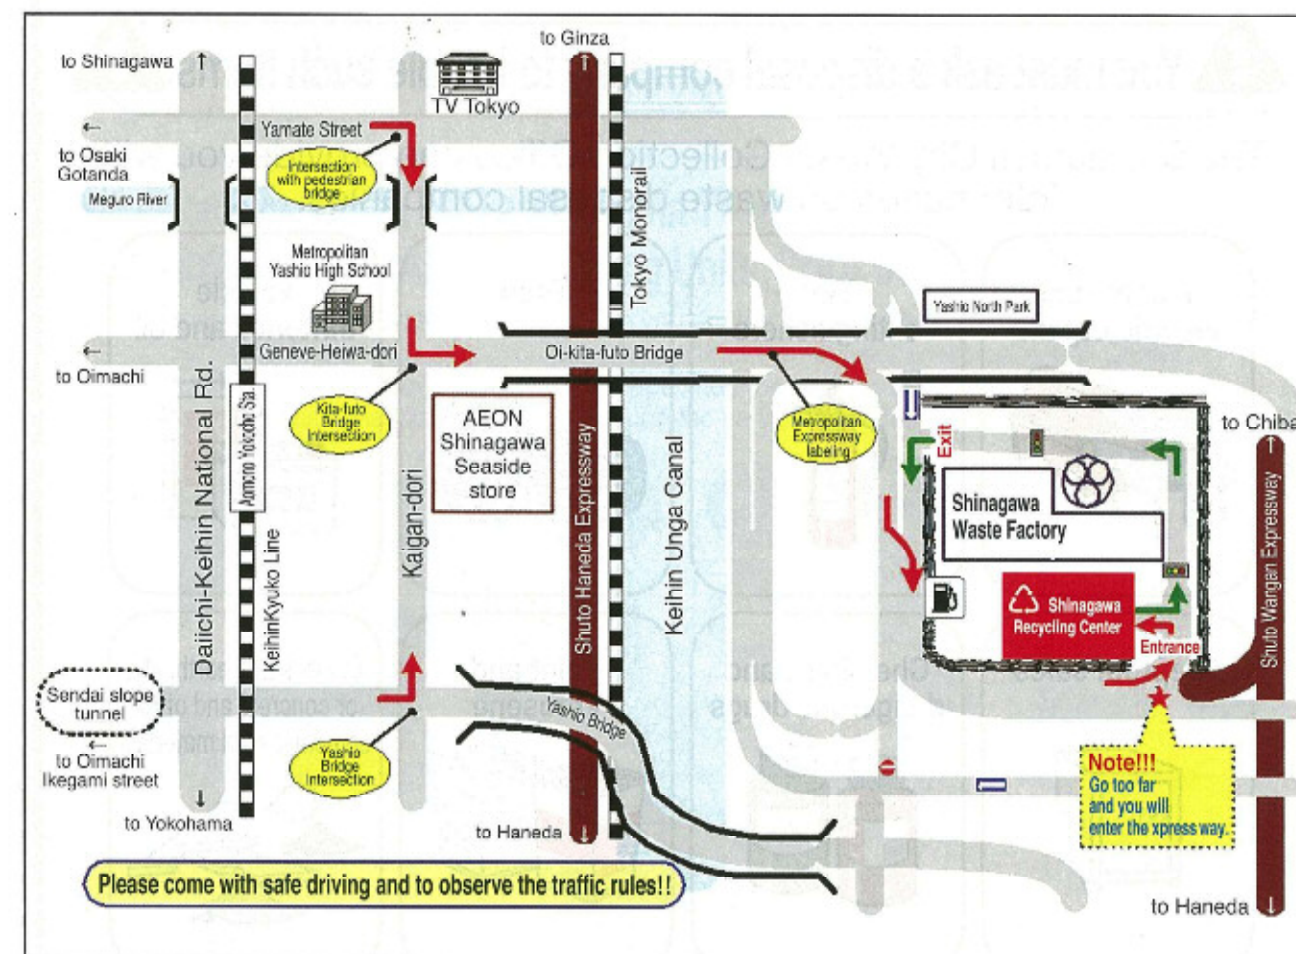 to Ginza
to Shinagawa
↑
↑
TV Tokyo
Yamate Street
←
to Osaki
Gotanda
Intersection
with pedestrian
bridge
Meguro River
Tokyo Monorail
Metropolitan
Yashio High School
Yashio North Park
Geneve-Heiwa-dori
Oi-kita-futo Bridge
←
to Oimachi
Daiichi-Keihin National Rd.
Aomono Yokocho Sta.
Kita-futo
Bridge
Intersection
AEON
Shinagawa
Seaside
store
Metropolitan
Expressway
labeling
Exit
to Chiba
↑
Kaigan-dori
Shuto Haneda Expressway
Keihin Unga Canal
Shinagawa
Waste Factory
Shuto Wangan Expressway
KeihinKyuko Line
Shinagawa
Recycling Center
Entrance
Sendai slope
tunnel
←
to Oimachi
Ikegami street
Yashio Bridge
Yashio
Bridge
Intersection
Note!!!
Go too far
and you will
enter the xpress way.
↓
to Yokohama
to Haneda
↓
Please come with safe driving and to observe the traffic rules!!
to Haneda
↓